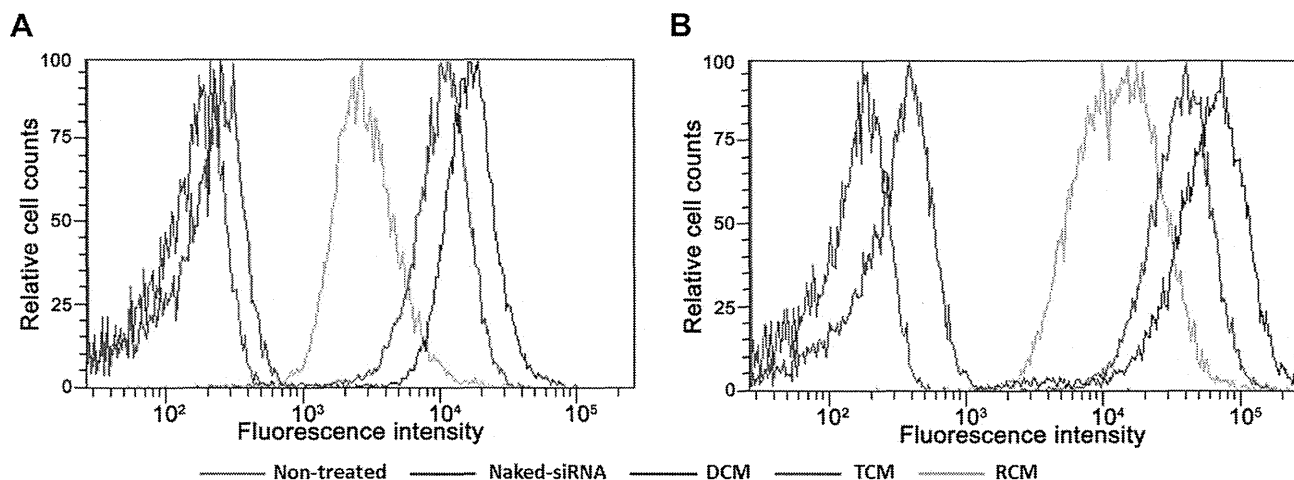 A
B
Relative cell counts
100
75
50
25
0
10²
10³
10⁴
10⁵
Fluorescence intensity
Relative cell counts
100
75
50
25
0
10²
10³
10⁴
10⁵
Fluorescence intensity
Non-treated
Naked-siRNA
DCM
TCM
RCM